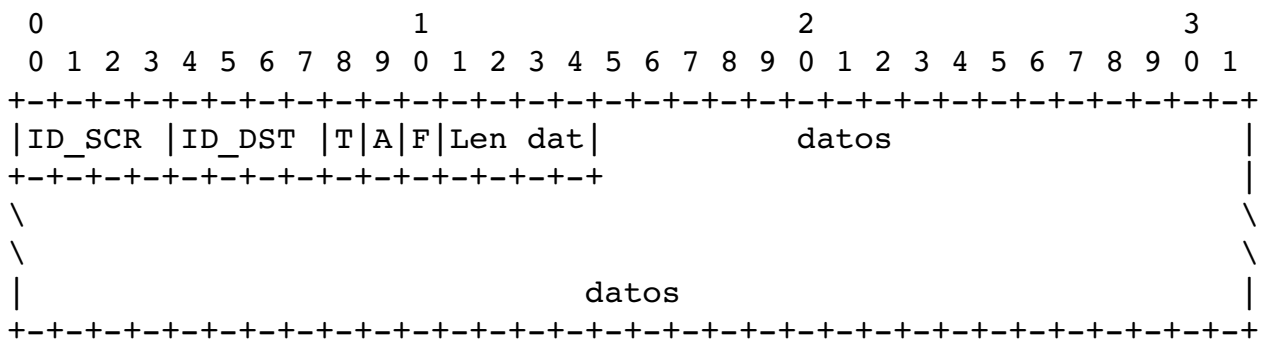 0 1 2 3
0 1 2 3 4 5 6 7 8 9 0 1 2 3 4 5 6 7 8 9 0 1 2 3 4 5 6 7 8 9 0 1
+-+-+-+-+-+-+-+-+-+-+-+-+-+-+-+-+-+-+-+-+-+-+-+-+-+-+-+-+-+-+-+-+
|ID_SCR |ID_DST |T|A|F|Len dat| datos |
+-+-+-+-+-+-+-+-+-+-+-+-+-+-+-+ |
\ \
\ \
| datos |
+-+-+-+-+-+-+-+-+-+-+-+-+-+-+-+-+-+-+-+-+-+-+-+-+-+-+-+-+-+-+-+-+